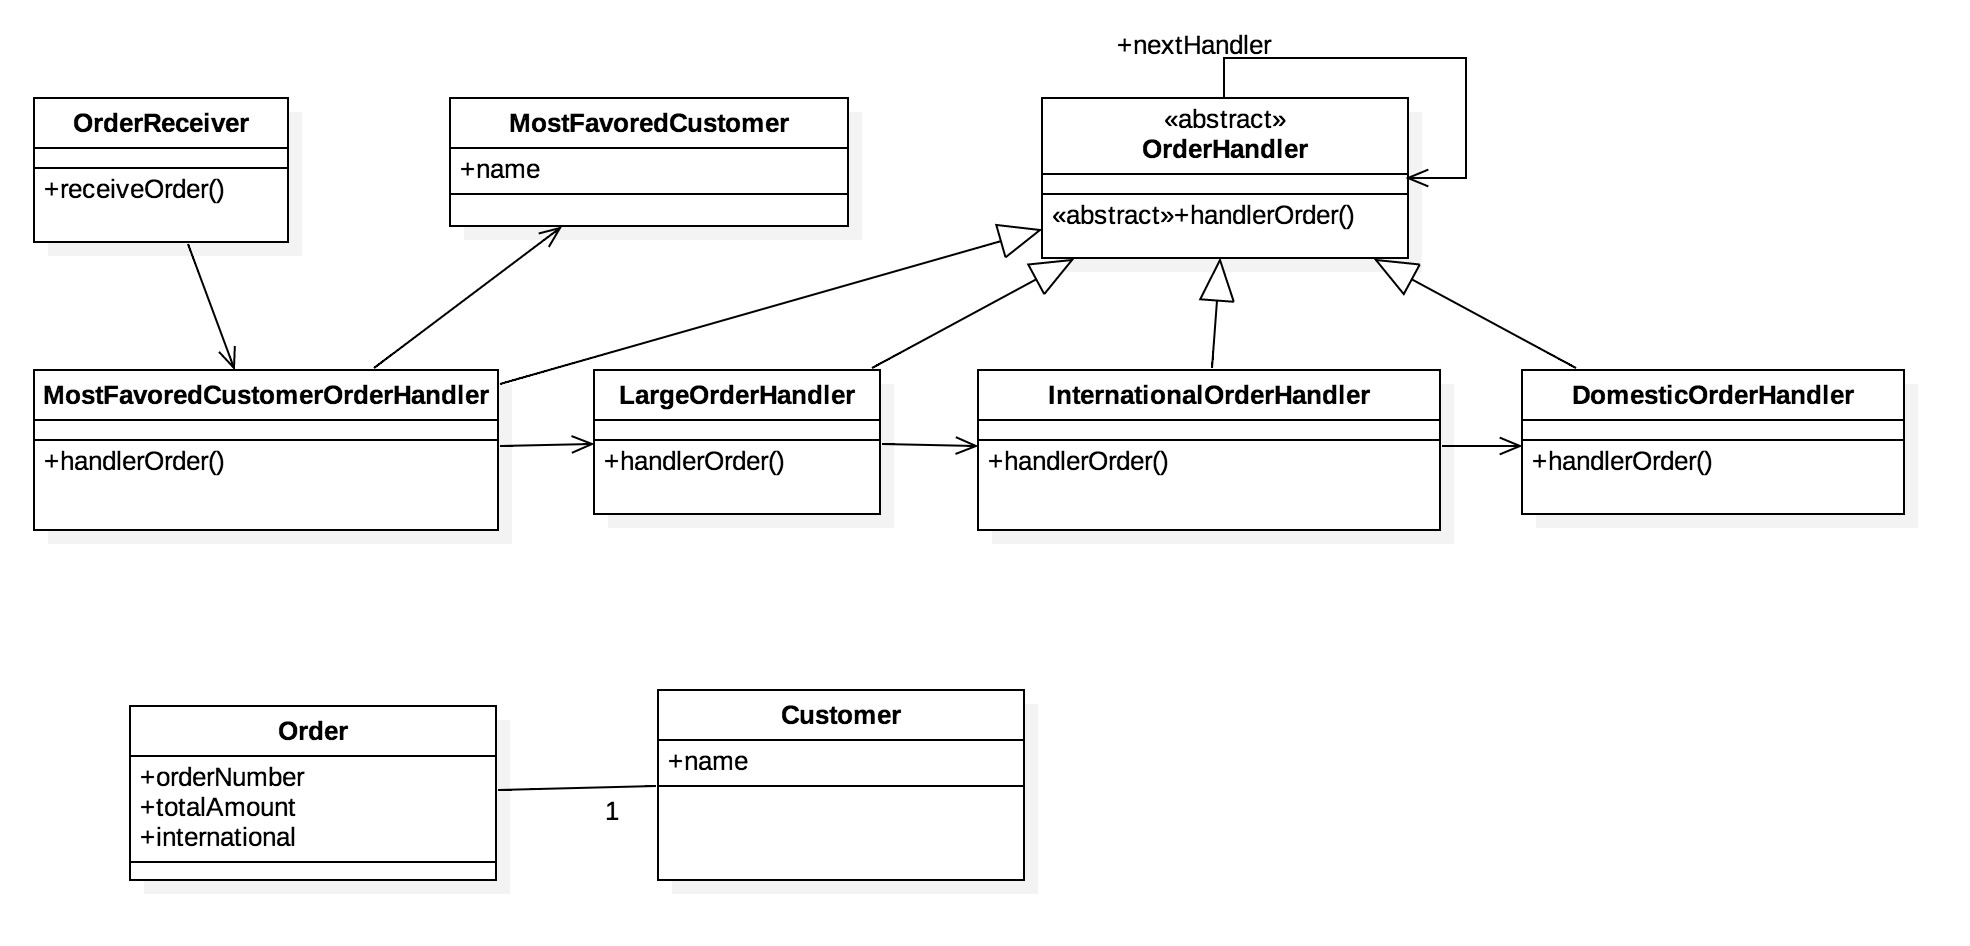 +nextHandler
OrderReceiver
+receiveOrder()
MostFavoredCustomer
+name
«abstract»
OrderHandler
«abstract»+handlerOrder()
MostFavoredCustomerOrderHandler
+handlerOrder()
LargeOrderHandler
+handlerOrder()
InternationalOrderHandler
+handlerOrder()
DomesticOrderHandler
+handlerOrder()
Order
+orderNumber
+totalAmount
+international
1
Customer
+name